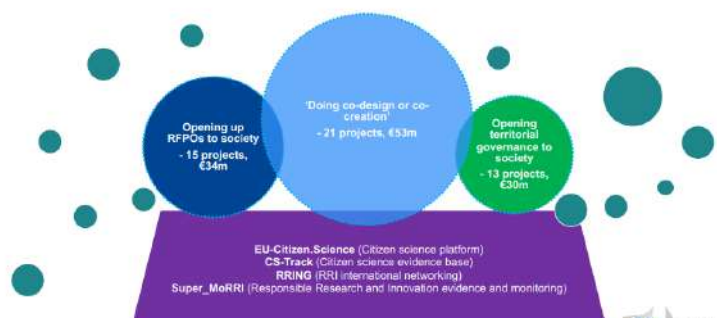 'Doing co-design or co-
creation'
- 21 projects, €53m
Opening up
RFPOs to society
- 15 projects,
€34m
Opening
territorial
governance to
society
- 13 projects,
€30m
EU-Citizen.Science (Citizen science platform)
CS-Track (Citizen science evidence base)
RRING (RRI international networking)
Super_MoRRI (Responsible Research and Innovation evidence and monitoring)